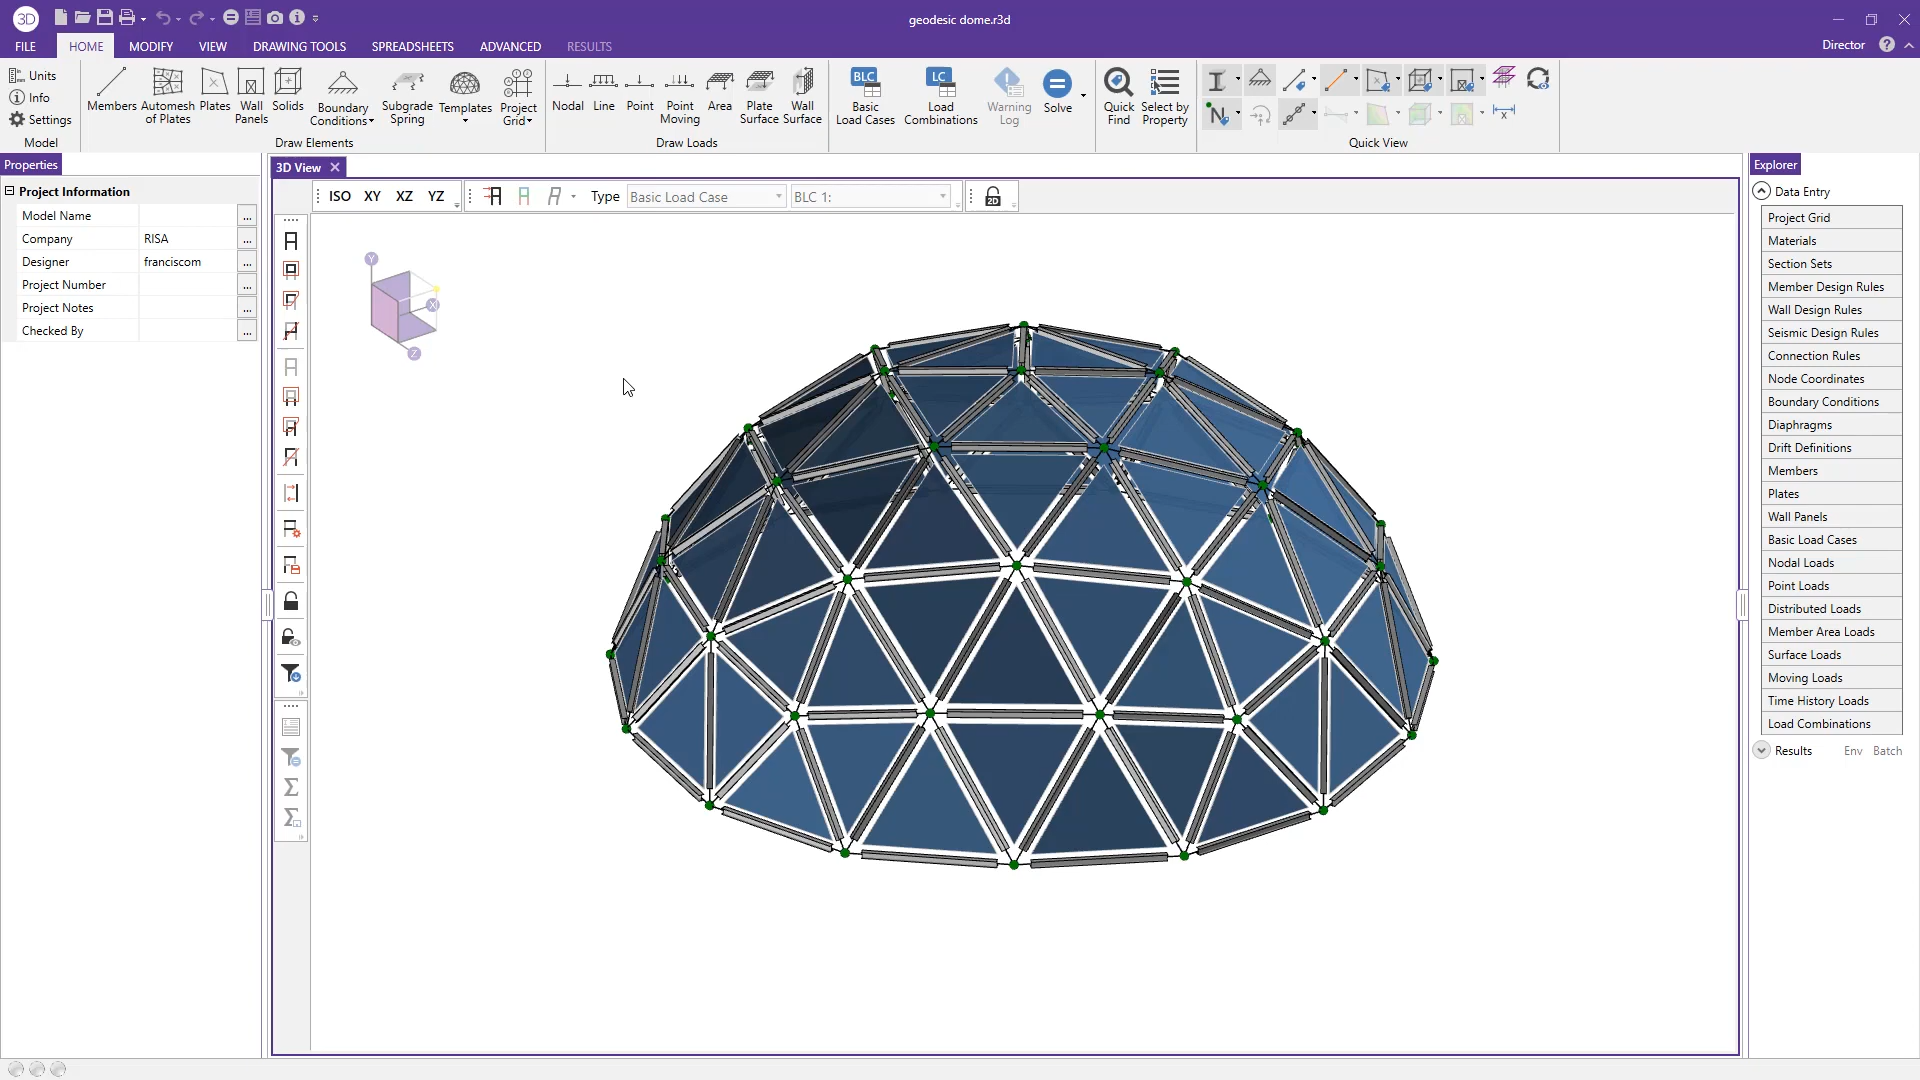 3D
geodesic dome.r3d
FILE HOME MODIFY VIEW DRAWING TOOLS SPREADSHEETS ADVANCED RESULTS
Director
Units
Info
Settings
Model
Members
Automesh of Plates
Plates
Wall Panels
Solids
Boundary Conditions
Subgrade Spring
Templates
Project Grid
Draw Elements
Nodal
Line
Point
Point Moving
Area
Plate Surface
Wall Surface
Draw Loads
BLC
Basic Load Cases
LC
Load Combinations
Warning Log
Solve
Quick Find
Select by Property
N
Quick View
Properties
Project Information
Model Name
Company RISA
Designer franciscom
Project Number
Project Notes
Checked By
3D View
ISO XY XZ YZ
Type Basic Load Case BLC 1:
2D
Y
X
Z
Explorer
Data Entry
Project Grid
Materials
Section Sets
Member Design Rules
Wall Design Rules
Seismic Design Rules
Connection Rules
Node Coordinates
Boundary Conditions
Diaphragms
Drift Definitions
Members
Plates
Wall Panels
Basic Load Cases
Nodal Loads
Point Loads
Distributed Loads
Member Area Loads
Surface Loads
Moving Loads
Time History Loads
Load Combinations
Results Env Batch